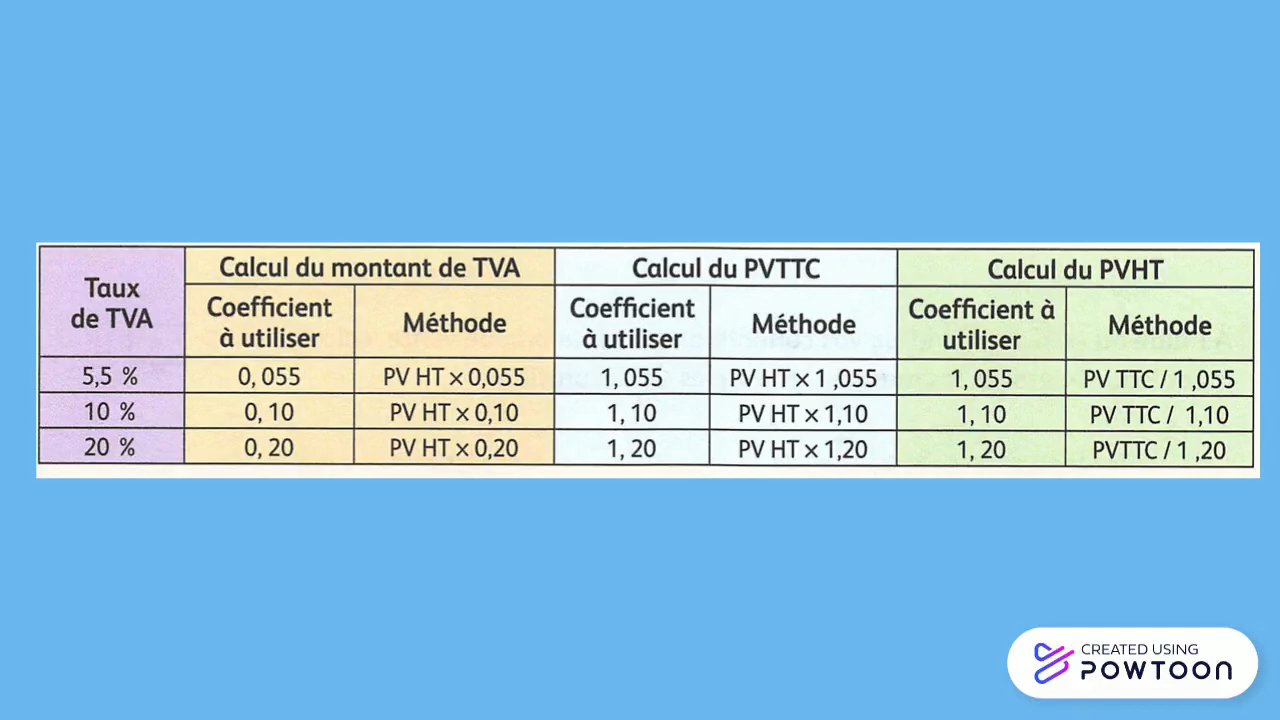 Taux
de TVA
Calcul du montant de TVA
Calcul du PVTTC
Calcul du PVHT
Coefficient
à utiliser
Méthode
Coefficient
à utiliser
Méthode
Coefficient à
utiliser
Méthode
5,5 % 0, 055 PV HT x 0,055 1, 055 PV HT x 1 ,055 1, 055 PV TTC / 1 ,055
10 % 0, 10 PV HT x 0,10 1, 10 PV HT x 1,10 1, 10 PV TTC / 1,10
20 % 0, 20 PV HT x 0,20 1, 20 PV HT x 1,20 1, 20 PVTTC / 1 ,20
CREATED USING
POWTOON